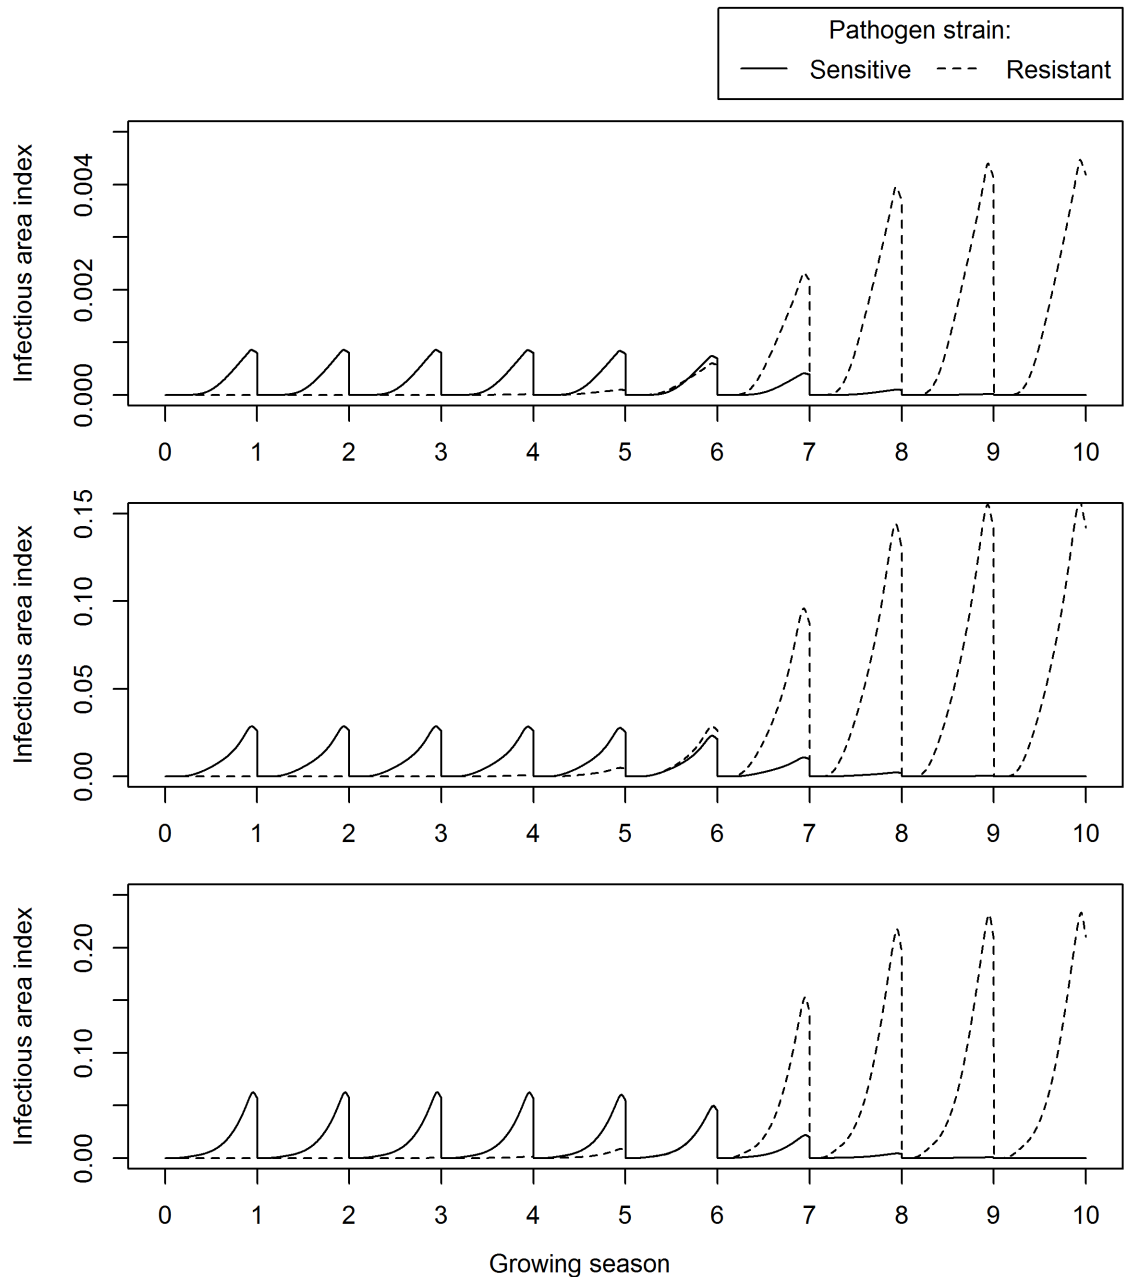 Pathogen strain:
Sensitive Resistant
Infectious area index
0.004
0.002
0.000
0 1 2 3 4 5 6 7 8 9 10
Infectious area index
0.15
0.10
0.05
0.00
0 1 2 3 4 5 6 7 8 9 10
Infectious area index
0.20
0.10
0.00
0 1 2 3 4 5 6 7 8 9 10
Growing season